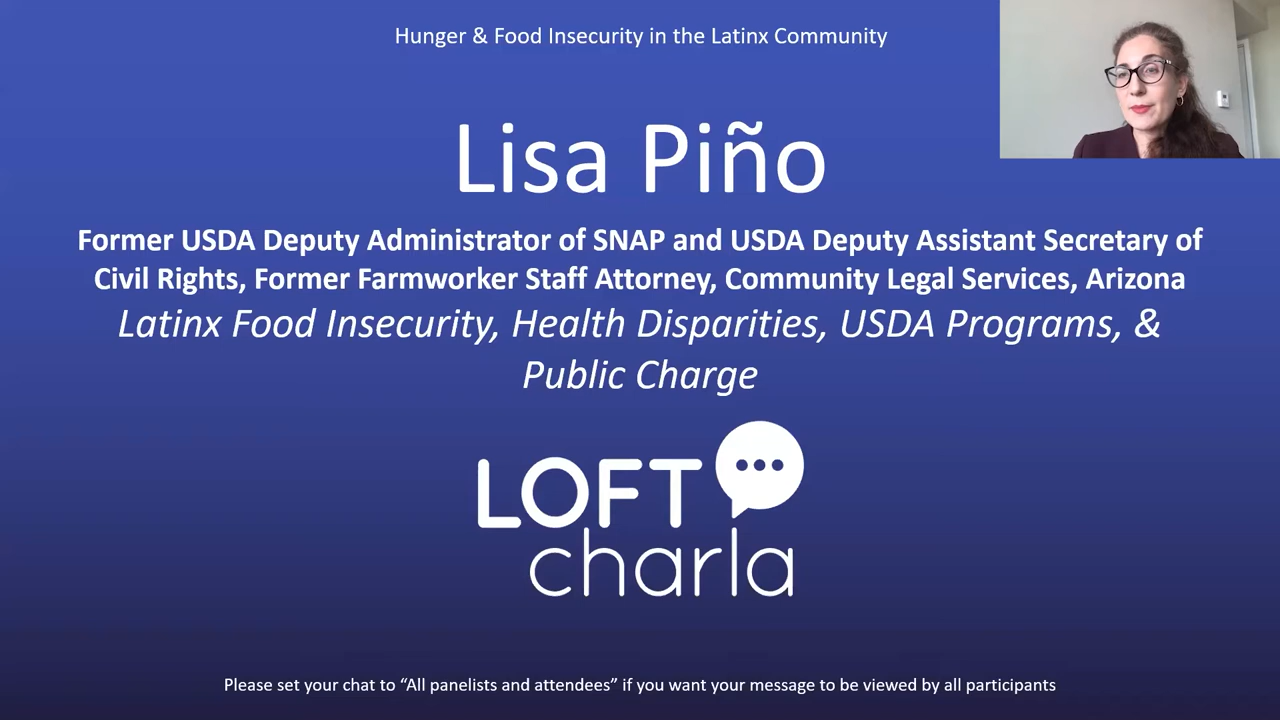 Hunger & Food Insecurity in the Latinx Community
Lisa Piño
Former USDA Deputy Administrator of SNAP and USDA Deputy Assistant Secretary of
Civil Rights, Former Farmworker Staff Attorney, Community Legal Services, Arizona
Latinx Food Insecurity, Health Disparities, USDA Programs, &
Public Charge
LOFT
charla
Please set your chat to “All panelists and attendees” if you want your message to be viewed by all participants